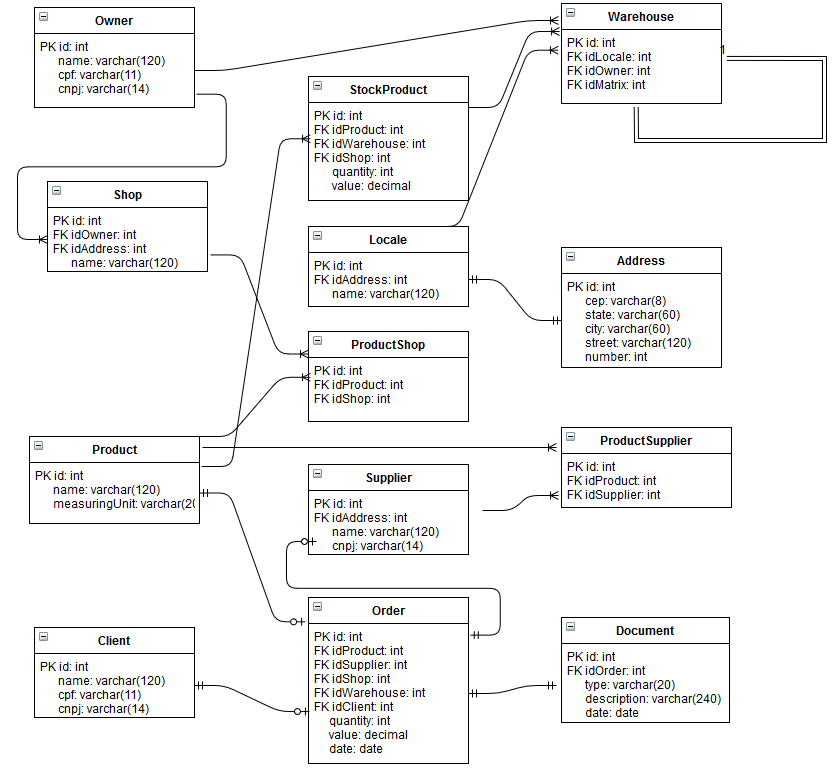 Owner
PK id: int
name: varchar(120)
cpf: varchar(11)
cnpj: varchar(14)
Warehouse
PK id: int
FK idLocale: int
FK idOwner: int
FK idMatrix: int
1
StockProduct
PK id: int
FK idProduct: int
FK idWarehouse: int
FK idShop: int
quantity: int
value: decimal
Shop
PK id: int
FK idOwner: int
FK idAddress: int
name: varchar(120)
Locale
PK id: int
FK idAddress: int
name: varchar(120)
Address
PK id: int
cep: varchar(8)
state: varchar(60)
city: varchar(60)
street: varchar(120)
number: int
ProductShop
PK id: int
FK idProduct: int
FK idShop: int
Product
PK id: int
name: varchar(120)
measuringUnit: varchar(20
ProductSupplier
PK id: int
FK idProduct: int
FK idSupplier: int
Supplier
PK id: int
FK idAddress: int
name: varchar(120)
cnpj: varchar(14)
Order
PK id: int
FK idProduct: int
FK idSupplier: int
FK idShop: int
FK idWarehouse: int
FK idClient: int
quantity: int
value: decimal
date: date
Client
PK id: int
name: varchar(120)
cpf: varchar(11)
cnpj: varchar(14)
Document
PK id: int
FK idOrder: int
type: varchar(20)
description: varchar(240)
date: date